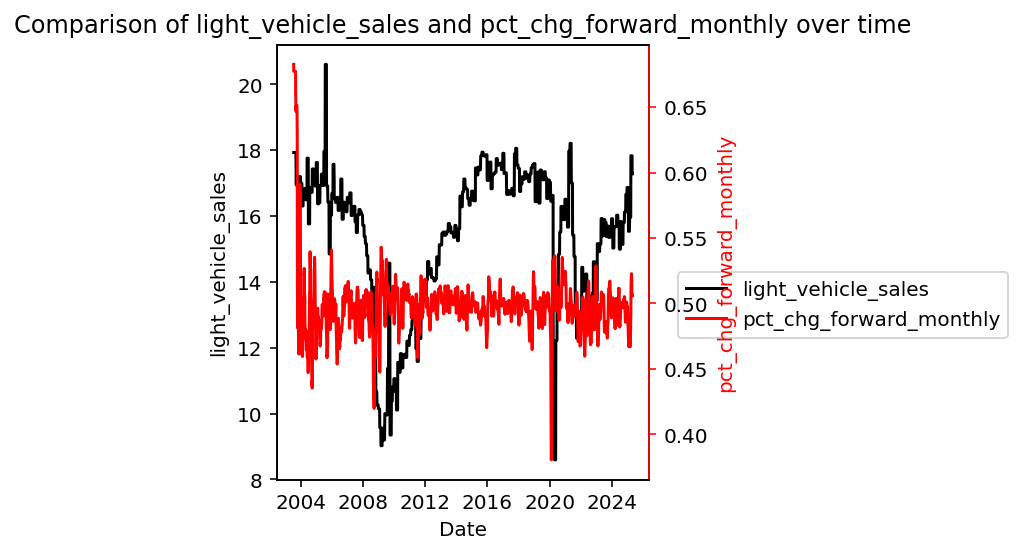 Comparison of light_vehicle_sales and pct_chg_forward_monthly over time
light_vehicle_sales
20
18
16
14
12
10
8
2004 2008 2012 2016 2020 2024
Date
0.65
0.60
0.55
0.50
0.45
0.40
pct_chg_forward_monthly
light_vehicle_sales
pct_chg_forward_monthly